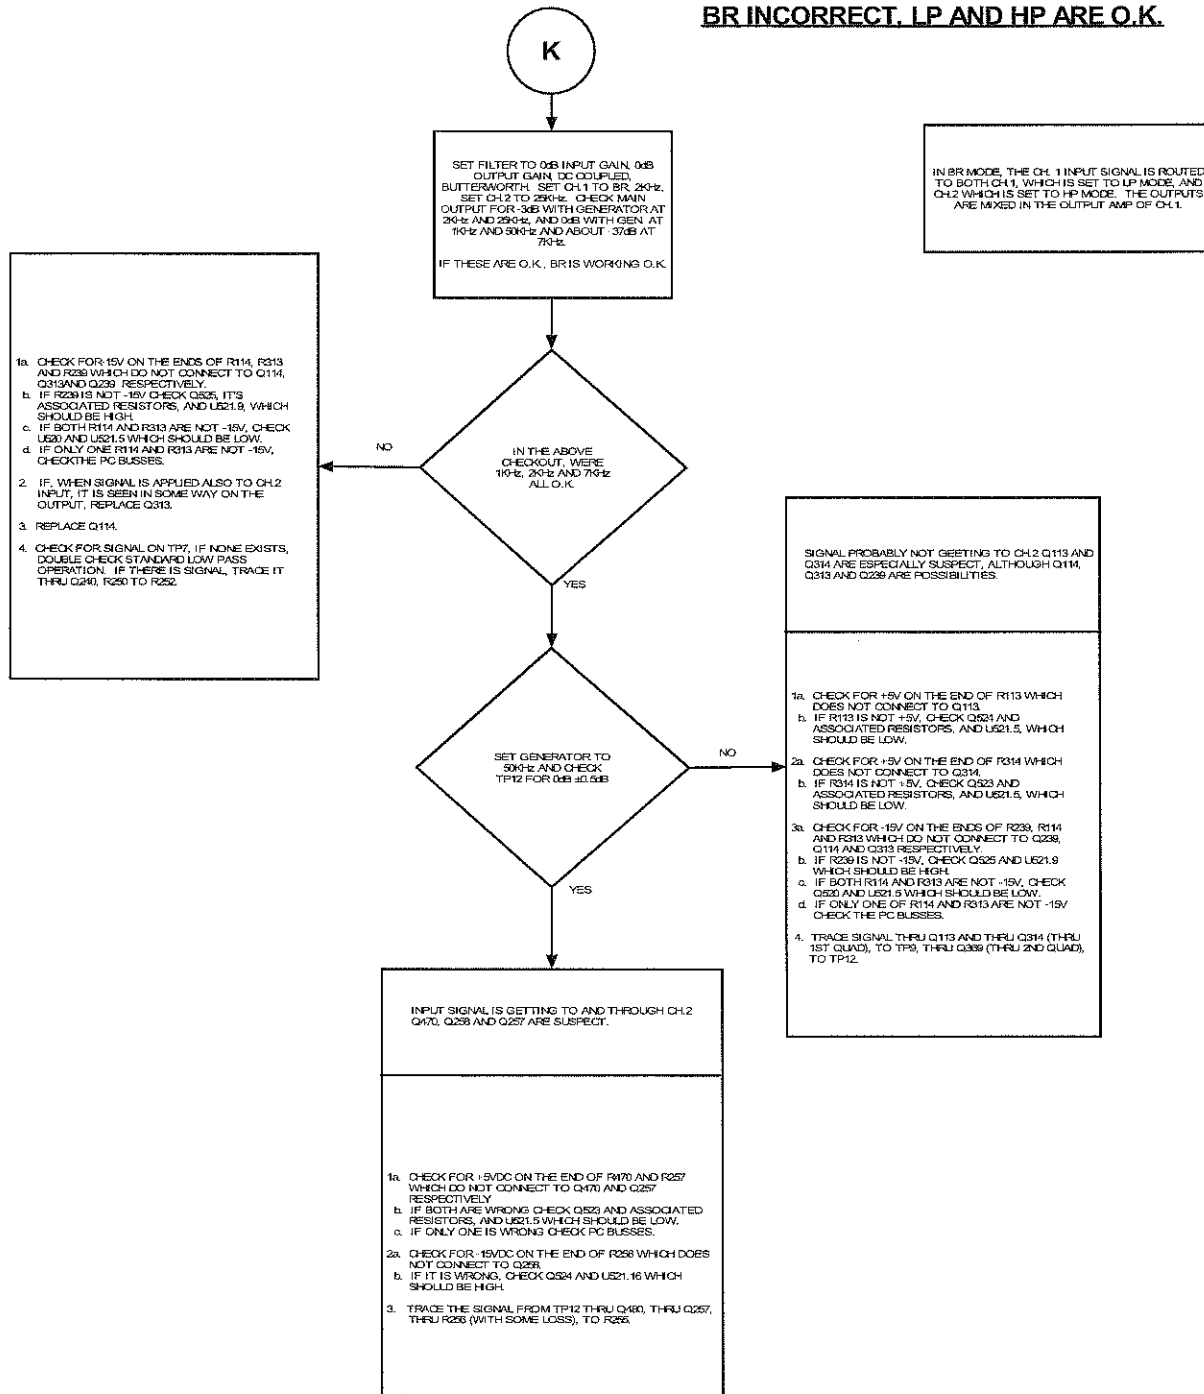 BR INCORRECT, LP AND HP ARE O.K.
K
SET FILTER TO 0dB INPUT GAIN, 0dB
OUTPUT GAIN, DC COUPLED,
BUTTERWORTH. SET CH.1 TO BR, 2KHz,
SET CH.2 TO 25KHz. CHECK MAIN
OUTPUT FOR -3dB WITH GENERATOR AT
2KHz AND 25KHz, AND 0dB WITH GEN. AT
1KHz AND 50KHz AND ABOUT -37dB AT
7KHz.
IF THESE ARE O.K., BR IS WORKING O.K.
IN BR MODE, THE CH. 1 INPUT SIGNAL IS ROUTED
TO BOTH CH.1, WHICH IS SET TO LP MODE, AND
CH.2 WHICH IS SET TO HP MODE. THE OUTPUTS
ARE MIXED IN THE OUTPUT AMP OF CH.1.
1a. CHECK FOR-15V ON THE ENDS OF R114, R313
AND R239 WHICH DO NOT CONNECT TO Q114,
Q313AND Q239 RESPECTIVELY.
b. IF R239 IS NOT -15V CHECK Q525, IT'S
ASSOCIATED RESISTORS, AND U521.9, WHICH
SHOULD BE HIGH.
c. IF BOTH R114 AND R313 ARE NOT -15V, CHECK
U520 AND U521.5 WHICH SHOULD BE LOW.
d. IF ONLY ONE R114 AND R313 ARE NOT -15V,
CHECKTHE PC BUSSES.
2. IF, WHEN SIGNAL IS APPLIED ALSO TO CH.2
INPUT, IT IS SEEN IN SOME WAY ON THE
OUTPUT, REPLACE Q313.
3. REPLACE Q114.
4. CHECK FOR SIGNAL ON TP7, IF NONE EXISTS,
DOUBLE CHECK STANDARD LOW PASS
OPERATION. IF THERE IS SIGNAL, TRACE IT
THRU Q240, R250 TO R252.
NO
IN THE ABOVE
CHECKOUT, WERE
1KHz, 2KHz AND 7KHz
ALL O.K.
YES
SIGNAL PROBABLY NOT GEETING TO CH.2 Q113 AND
Q314 ARE ESPECIALLY SUSPECT, ALTHOUGH Q114,
Q313 AND Q239 ARE POSSIBILITIES.
1a. CHECK FOR +5V ON THE END OF R113 WHICH
DOES NOT CONNECT TO Q113.
b. IF R113 IS NOT +5V, CHECK Q524 AND
ASSOCIATED RESISTORS, AND U521.5, WHICH
SHOULD BE LOW.
2a. CHECK FOR +5V ON THE END OF R314 WHICH
DOES NOT CONNECT TO Q314.
b. IF R314 IS NOT +5V, CHECK Q523 AND
ASSOCIATED RESISTORS, AND U521.5, WHICH
SHOULD BE LOW.
3a. CHECK FOR -15V ON THE ENDS OF R239, R114
AND R313 WHICH DO NOT CONNECT TO Q239,
Q114 AND Q313 RESPECTIVELY.
b. IF R239 IS NOT -15V, CHECK Q525 AND U521.9
WHICH SHOULD BE HIGH.
c. IF BOTH R114 AND R313 ARE NOT -15V, CHECK
Q520 AND U521.5 WHICH SHOULD BE LOW.
d. IF ONLY ONE OF R114 AND R313 ARE NOT -15V
CHECK THE PC BUSSES.
4. TRACE SIGNAL THRU Q113 AND THRU Q314 (THRU
1ST QUAD), TO TP9, THRU Q369 (THRU 2ND QUAD),
TO TP12.
SET GENERATOR TO
50KHz AND CHECK
TP12 FOR 0dB ±0.5dB
NO
YES
INPUT SIGNAL IS GETTING TO AND THROUGH CH.2
Q470, Q258 AND Q257 ARE SUSPECT.
1a. CHECK FOR +5VDC ON THE END OF R470 AND R257
WHICH DO NOT CONNECT TO Q470 AND Q257
RESPECTIVELY
b. IF BOTH ARE WRONG CHECK Q523 AND ASSOCIATED
RESISTORS, AND U521.5 WHICH SHOULD BE LOW.
c. IF ONLY ONE IS WRONG CHECK PC BUSSES.
2a. CHECK FOR -15VDC ON THE END OF R258 WHICH DOES
NOT CONNECT TO Q258.
b. IF IT IS WRONG, CHECK Q524 AND U521.16 WHICH
SHOULD BE HIGH.
3. TRACE THE SIGNAL FROM TP12 THRU Q480, THRU Q257,
THRU R256 (WITH SOME LOSS), TO R255.